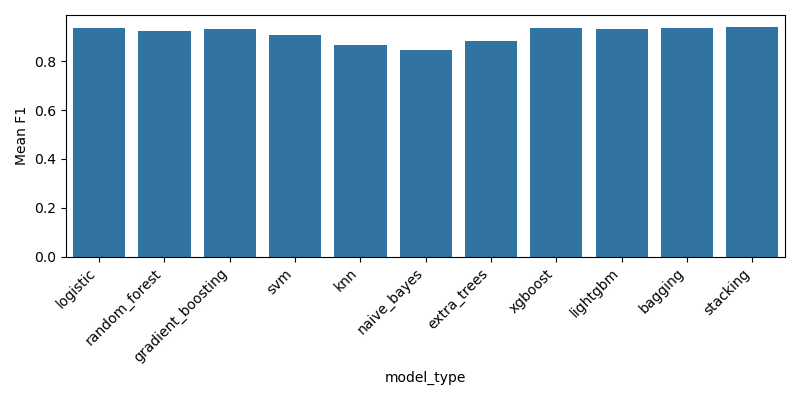 Mean F1
0.8
0.6
0.4
0.2
0.0
logistic
random_forest
gradient_boosting
svm
knn
naive_bayes
extra_trees
xgboost
lightgbm
bagging
stacking
model_type